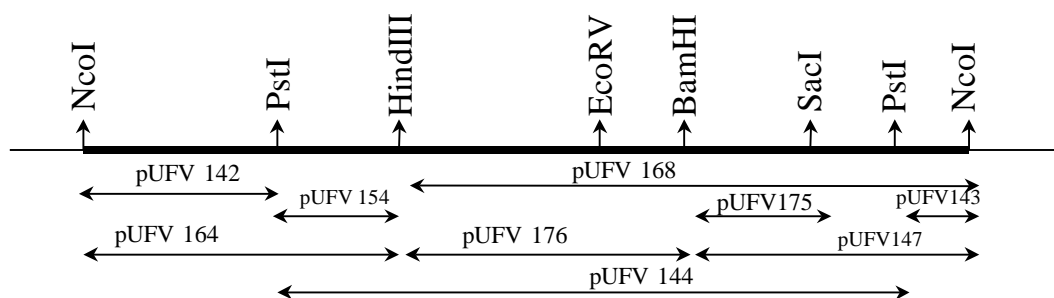 NcoI PstI HindIII EcoRV BamHI SacI PstI NcoI
pUFV 142 pUFV 168
pUFV 154 pUFV175 pUFV143
pUFV 164 pUFV 176 pUFV147
pUFV 144